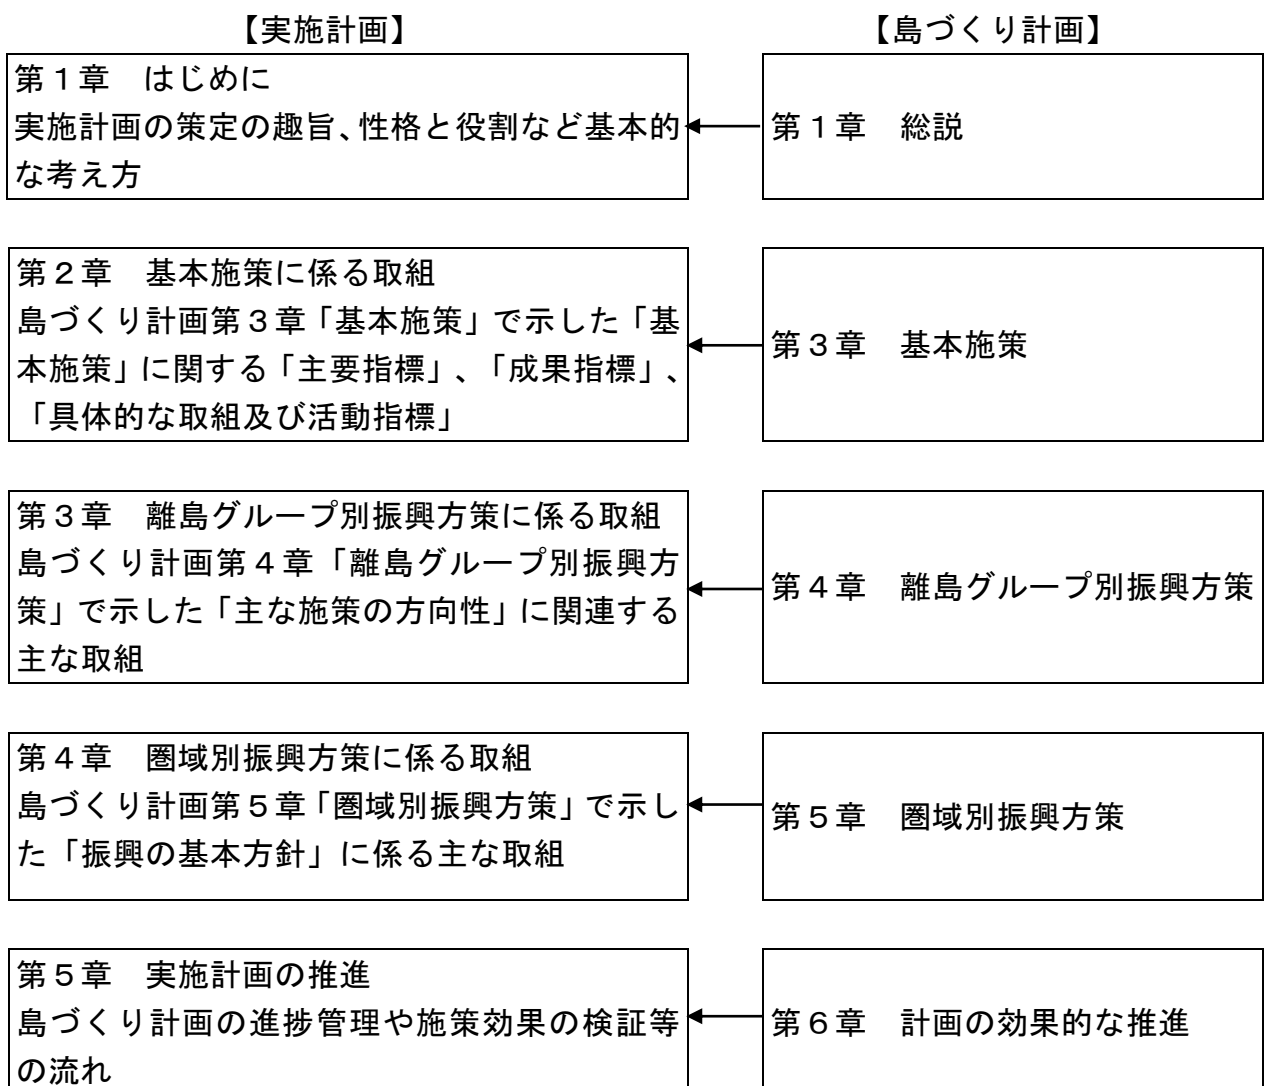 【実施計画】
【島づくり計画】
第１章　はじめに
実施計画の策定の趣旨、性格と役割など基本的
な考え方
第１章　総説
第２章　基本施策に係る取組
島づくり計画第３章「基本施策」で示した「基
本施策」に関する「主要指標」、「成果指標」、
「具体的な取組及び活動指標」
第３章　基本施策
第３章　離島グループ別振興方策に係る取組
島づくり計画第４章「離島グループ別振興方
策」で示した「主な施策の方向性」に関連する
主な取組
第４章　離島グループ別振興方策
第４章　圏域別振興方策に係る取組
島づくり計画第５章「圏域別振興方策」で示し
た「振興の基本方針」に係る主な取組
第５章　圏域別振興方策
第５章　実施計画の推進
島づくり計画の進捗管理や施策効果の検証等
の流れ
第６章　計画の効果的な推進